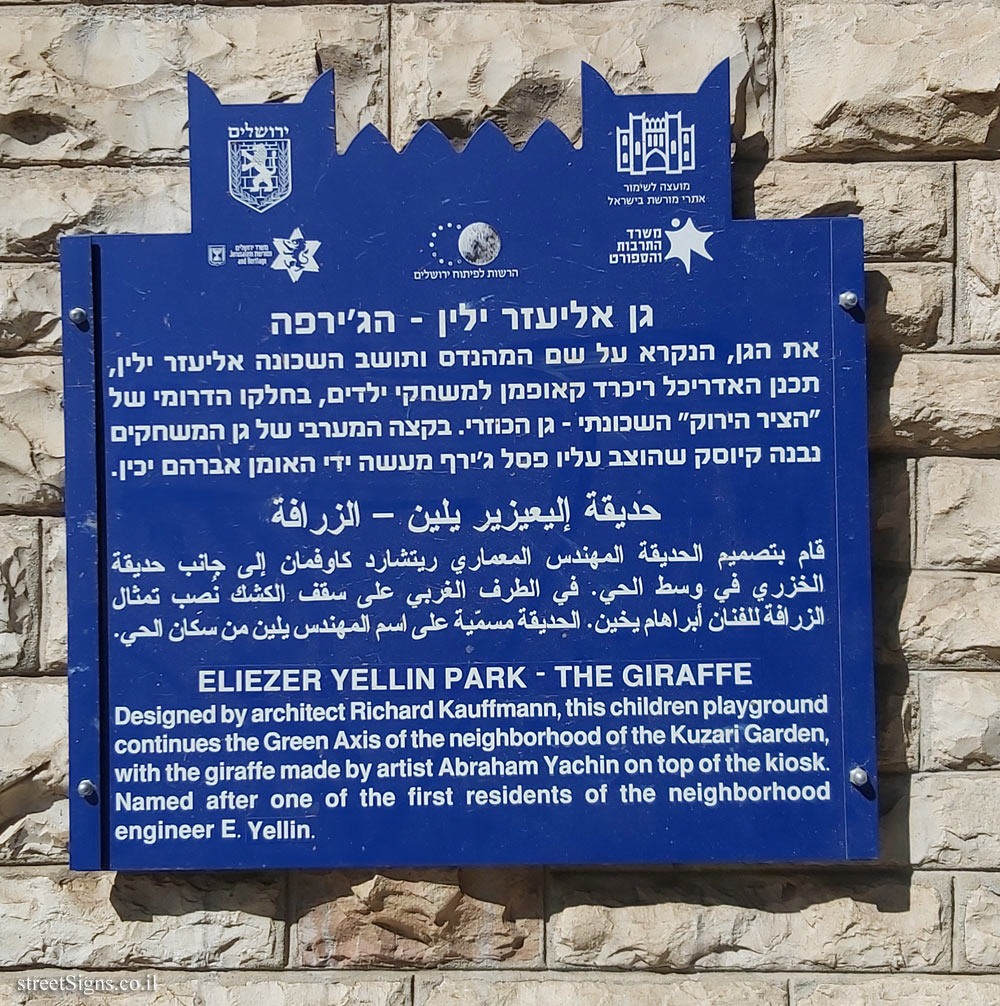 ירושלים
מועצה לשימור
אתרי מורשת בישראל
משרד ירושלים
והמורשת
Jerusalem
and Heritage
הרשות לפיתוח ירושלים
משרד
התרבות
והספורט
גן אליעזר ילין - הג'ירפה
את הגן, הנקרא על שם המהנדס ותושב השכונה אליעזר ילין,
תכנן האדריכל ריכרד קאופמן למשחקי ילדים, בחלקו הדרומי של
"הציר הירוק" השכונתי - גן הכוזרי. בקצה המערבי של גן המשחקים
נבנה קיוסק שהוצב עליו פסל ג'ירף מעשה ידי האומן אברהם יכין.
حديقة إليعيزير يلين – الزرافة
قام بتصميم الحديقة المهندس المعماري ريتشارد كاوفمان إلى جانب حديقة
الخزري في وسط الحي. في الطرف الغربي على سقف الكشك نُصب تمثال
الزرافة للفنان أبراهام يخين. الحديقة مسمّية على اسم المهندس يلين من سكان الحي.
ELIEZER YELLIN PARK - THE GIRAFFE
Designed by architect Richard Kauffmann, this children playground
continues the Green Axis of the neighborhood of the Kuzari Garden,
with the giraffe made by artist Abraham Yachin on top of the kiosk.
Named after one of the first residents of the neighborhood
engineer E. Yellin.
streetSigns.co.il